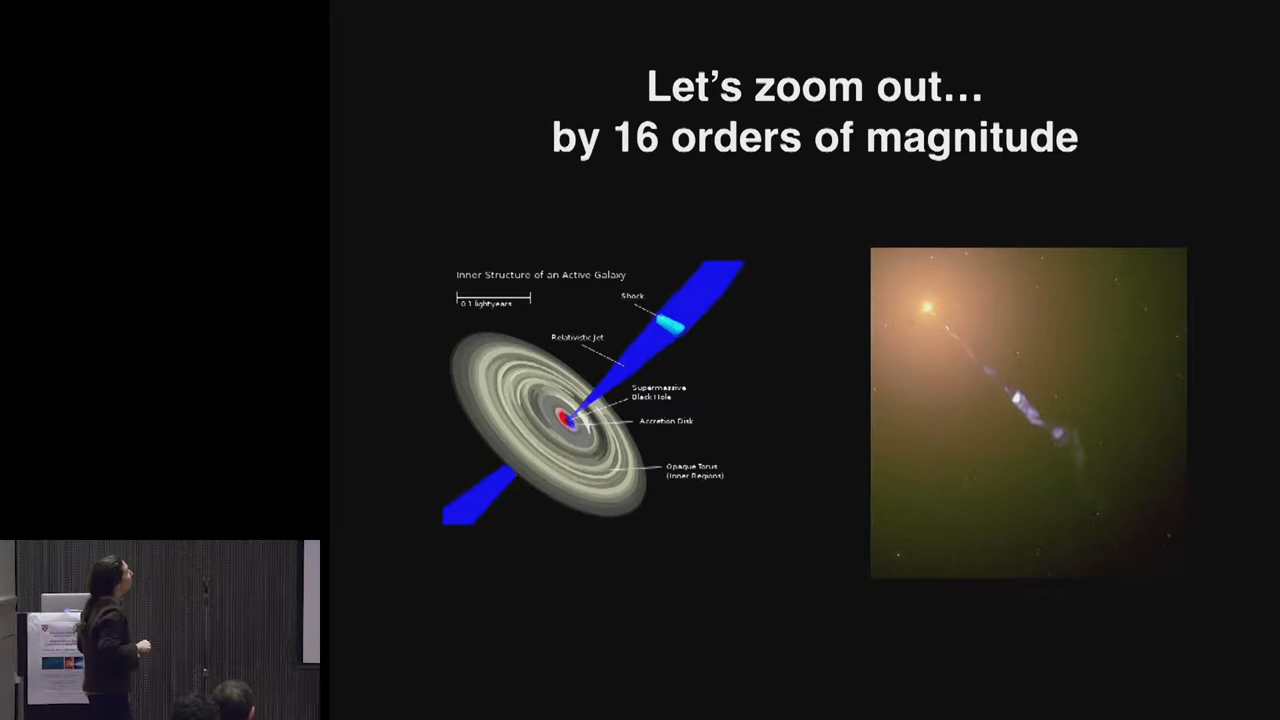 Let's zoom out...
by 16 orders of magnitude
Inner Structure of an Active Galaxy
0.1 lightyears
Shock
Relativistic Jet
Supermassive
Black Hole
Accretion Disk
Opaque Torus
(Inner Regions)